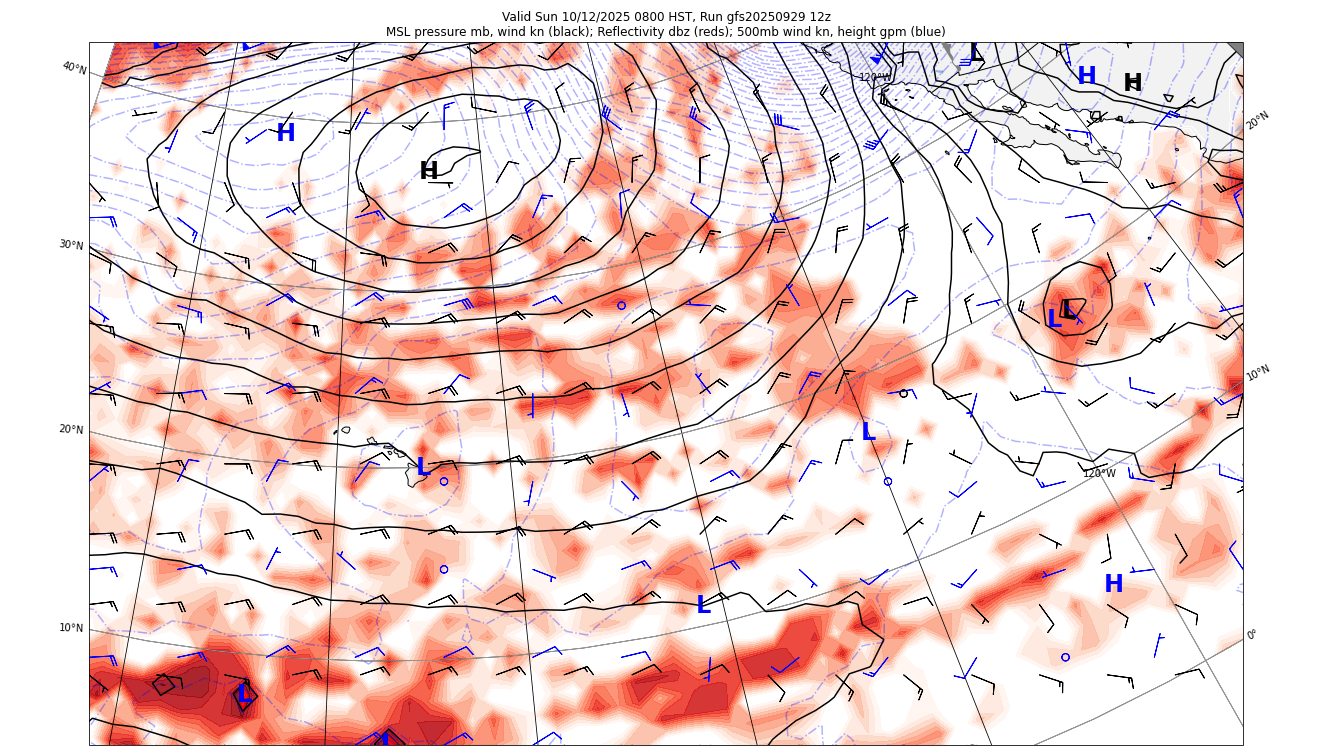 Valid Sun 10/12/2025 0800 HST, Run gfs20250929 12z
MSL pressure mb, wind kn (black); Reflectivity dbz (reds); 500mb wind kn, height gpm (blue)
40°N
120°W
L
H
H
20°N
H
H
30°N
L
L
10°N
20°N
L
L
120°W
10°N
L
H
0°
L
L